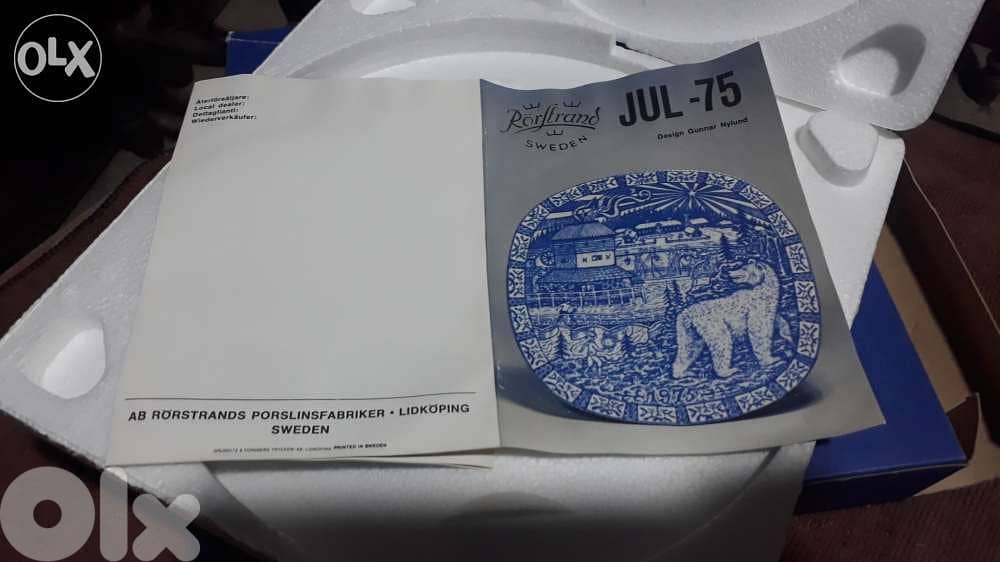 OLX
Återförsäljare:
Local dealer:
Dettaglianti:
Wiederverkäufer:
AB RÖRSTRANDS PORSLINSFABRIKER • LIDKÖPING
SWEDEN
PRINTED IN SWEDEN
Rörstrand
SWEDEN
JUL -75
Design Gunnar Nylund
1975
OLX